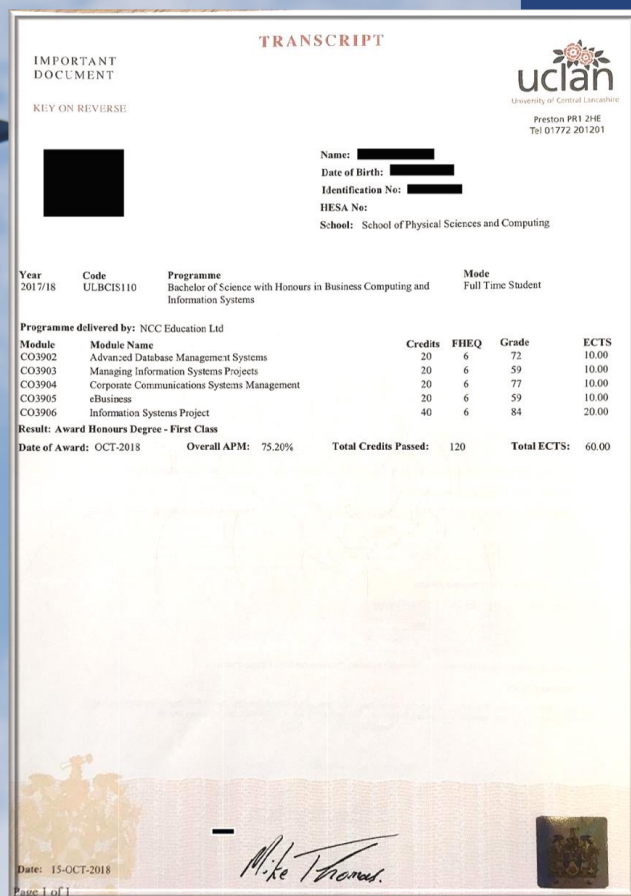 TRANSCRIPT
IMPORTANT
DOCUMENT
KEY ON REVERSE
uclan
University of Central Lancashire
Preston PR1 2HE
Tel 01772 201201
Name:
Date of Birth:
Identification No:
HESA No:
School: School of Physical Sciences and Computing
Year Code Programme Mode
2017/18 ULBCIS110 Bachelor of Science with Honours in Business Computing and Full Time Student
Information Systems
Programme delivered by: NCC Education Ltd
Module Module Name Credits FHEQ Grade ECTS
CO3902 Advanced Database Management Systems 20 6 72 10.00
CO3903 Managing Information Systems Projects 20 6 59 10.00
CO3904 Corporate Communications Systems Management 20 6 77 10.00
CO3905 eBusiness 20 6 59 10.00
CO3906 Information Systems Project 40 6 84 20.00
Result: Award Honours Degree - First Class
Date of Award: OCT-2018 Overall APM: 75.20% Total Credits Passed: 120 Total ECTS: 60.00
Mike Thomas.
Date: 15-OCT-2018
Page 1 of 1